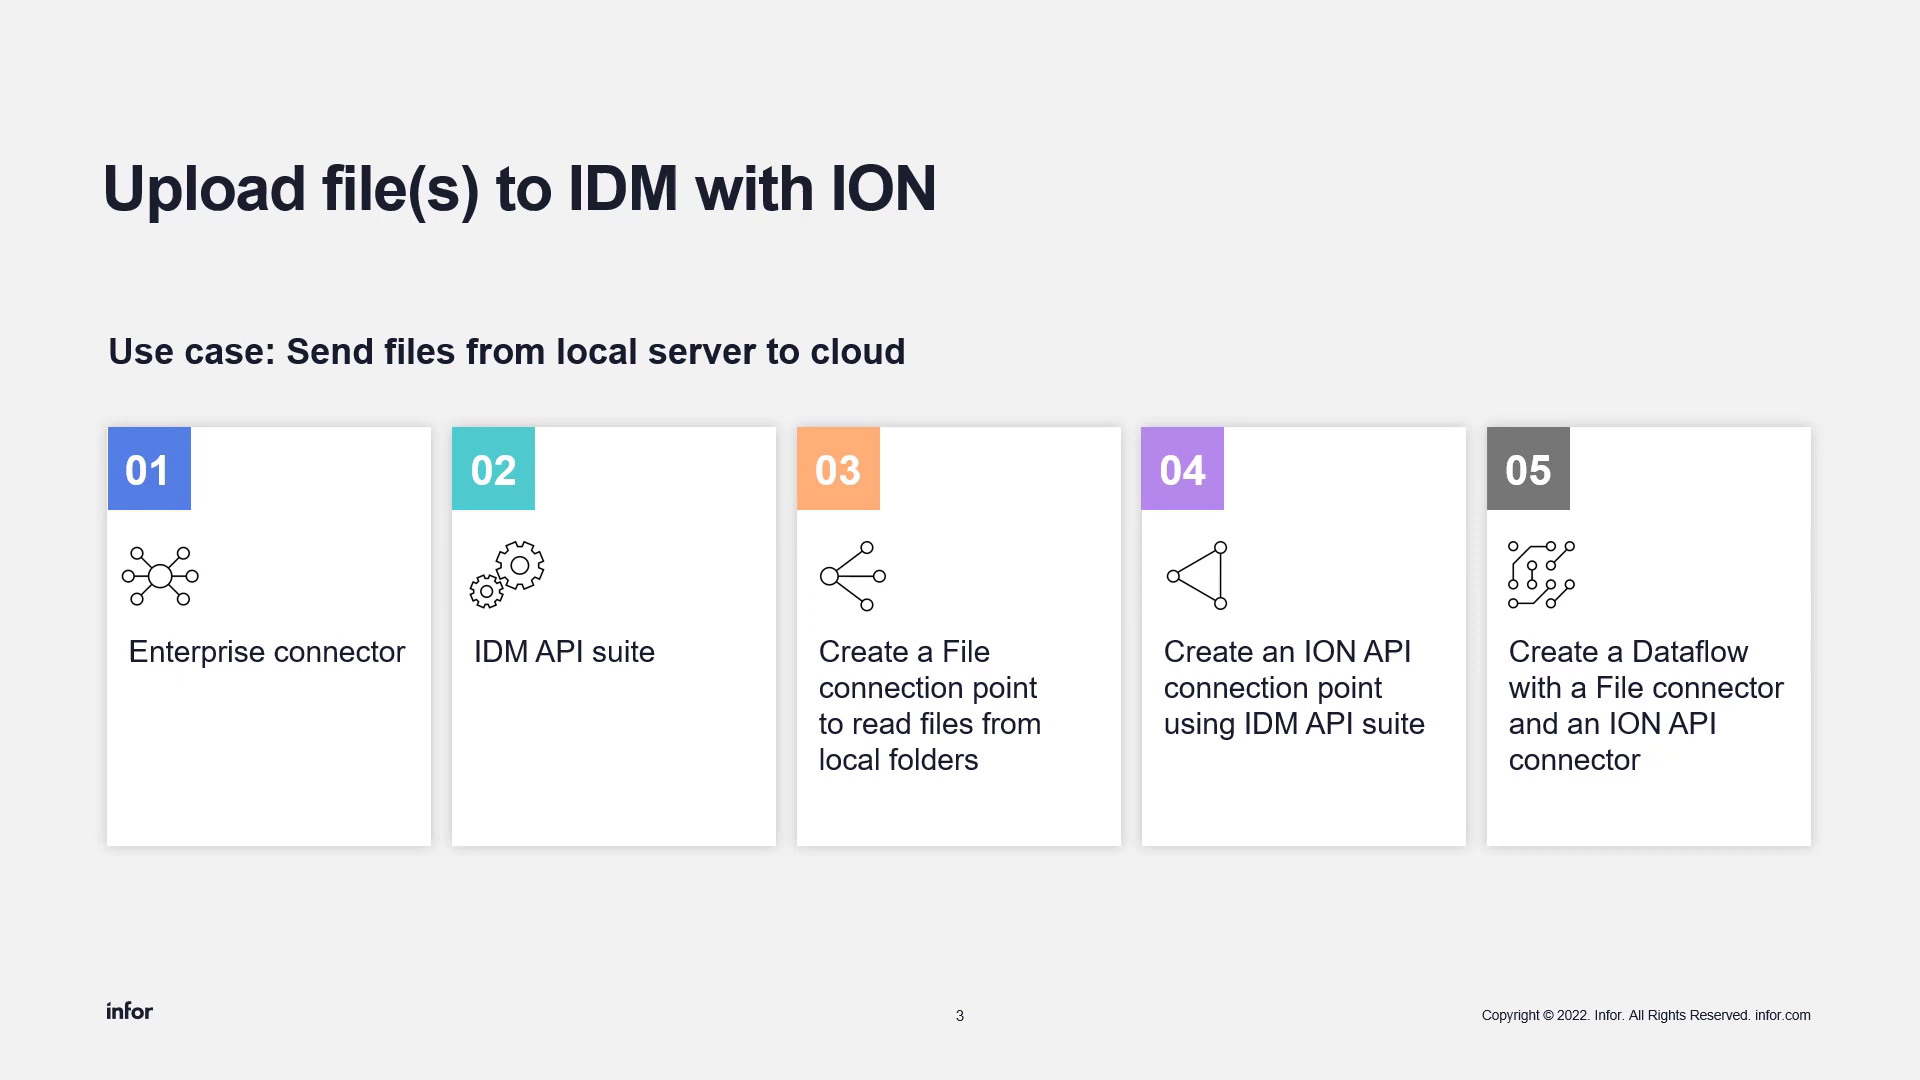 Upload file(s) to IDM with ION
Use case: Send files from local server to cloud
01
Enterprise connector
02
IDM API suite
03
Create a File
connection point
to read files from
local folders
04
Create an ION API
connection point
using IDM API suite
05
Create a Dataflow
with a File connector
and an ION API
connector
infor
3
Copyright © 2022. Infor. All Rights Reserved. infor.com